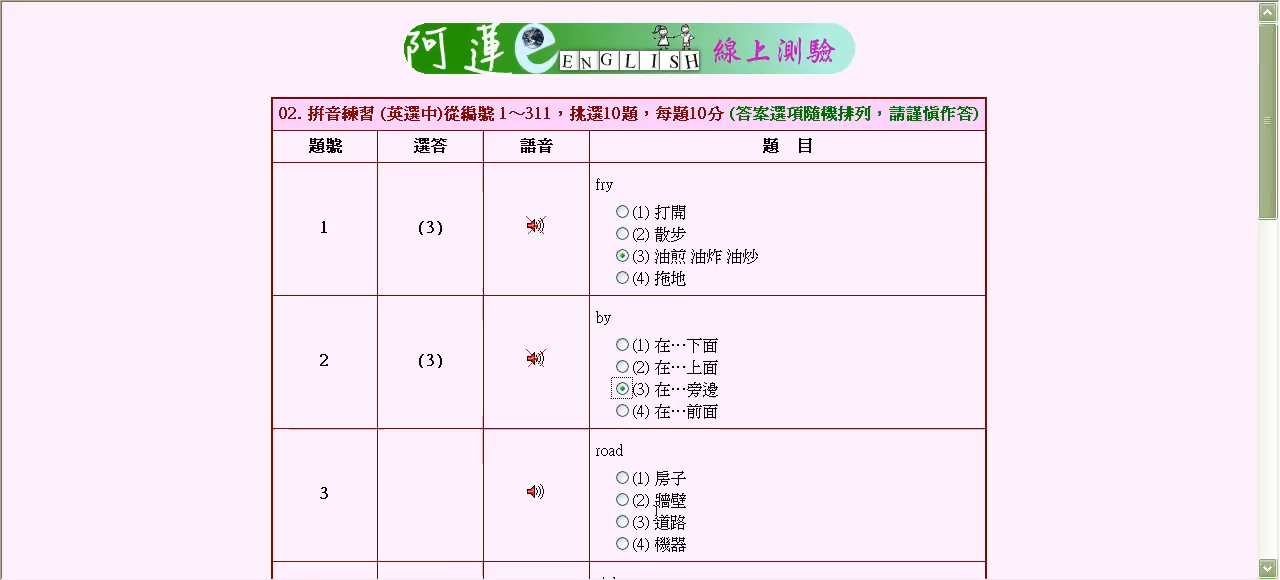 阿蓮 e ENGLISH 線上測驗
02. 拼音練習 (英選中)從編號 1～311，挑選10題，每題10分 (答案選項隨機排列，請謹慎作答)
題號 選答 語音 題 目
1 (3) fry
(1) 打開
(2) 散步
(3) 油煎 油炸 油炒
(4) 拖地
2 (3) by
(1) 在…下面
(2) 在…上面
(3) 在…旁邊
(4) 在…前面
3 road
(1) 房子
(2) 牆壁
(3) 道路
(4) 機器